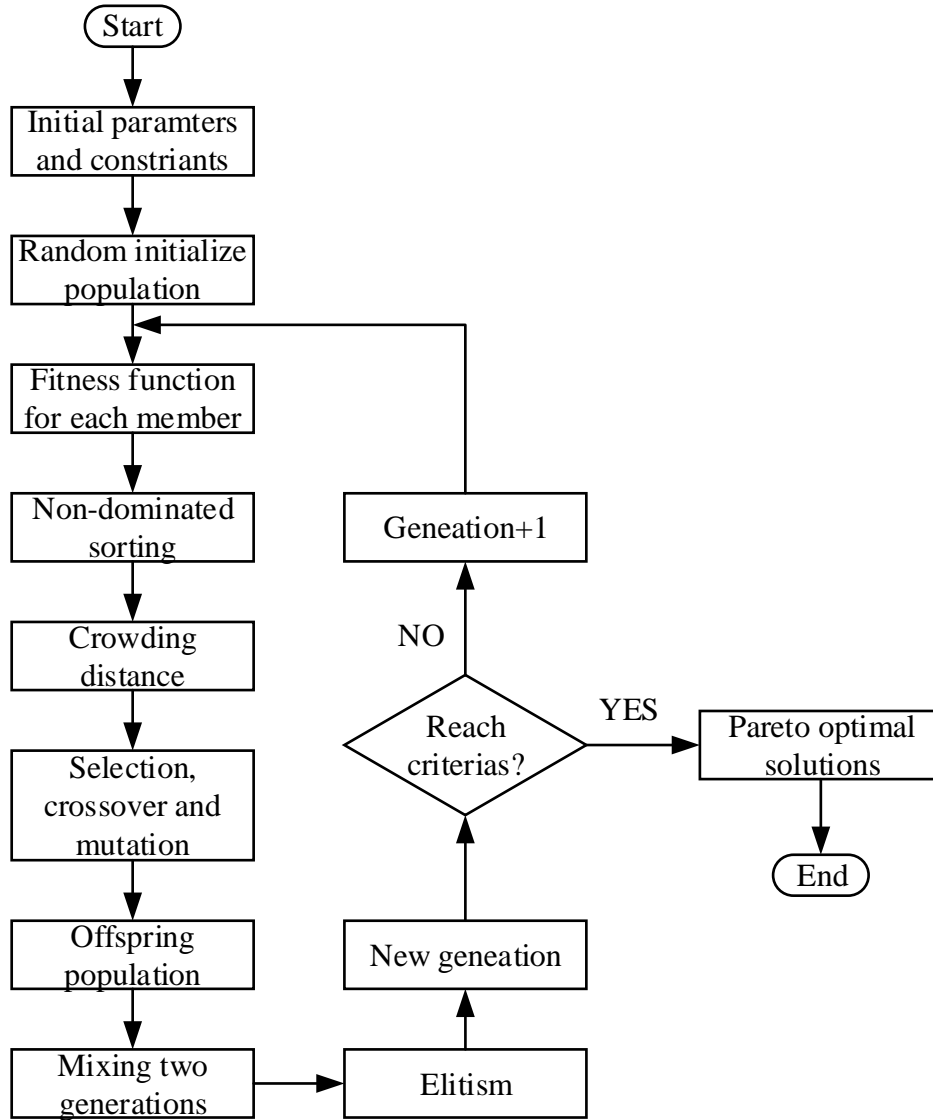 Start
Initial paramters
and constriants
Random initialize
population
Fitness function
for each member
Non-dominated
sorting
Crowding
distance
Selection,
crossover and
mutation
Offspring
population
Mixing two
generations
Elitism
New geneation
Reach
criterias?
NO
Geneation+1
YES
Pareto optimal
solutions
End